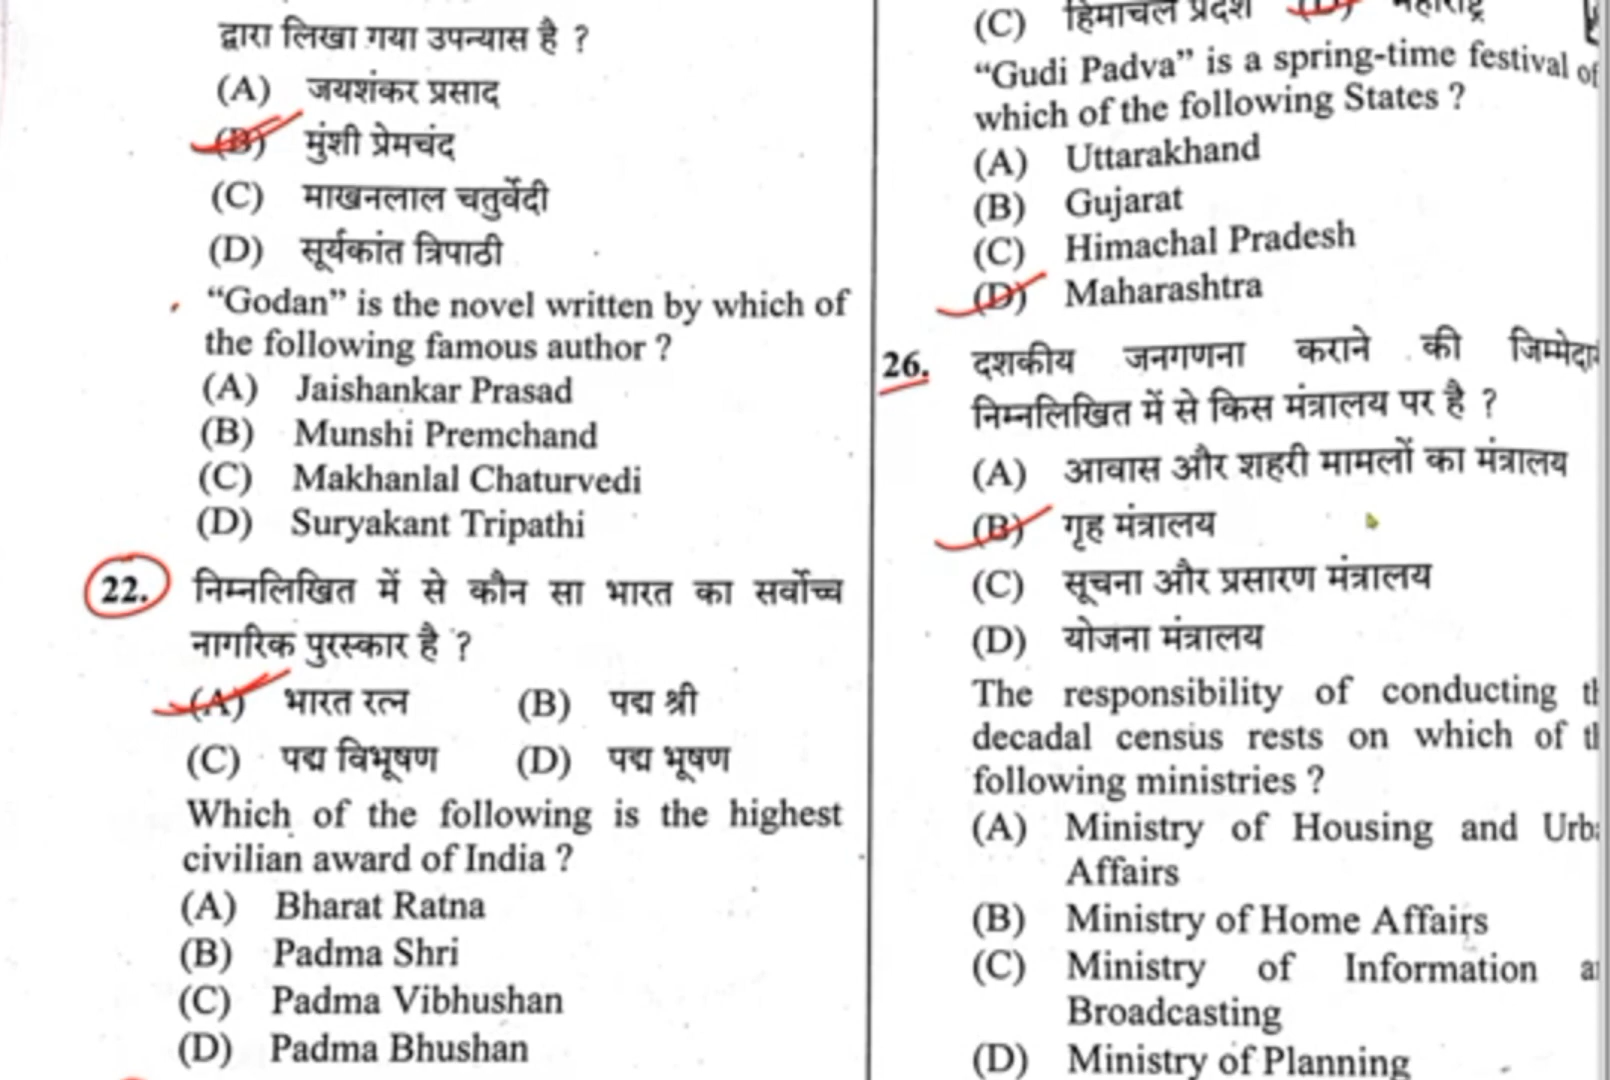 द्वारा लिखा गया उपन्यास है ?
(A) जयशंकर प्रसाद
(B) मुंशी प्रेमचंद
(C) माखनलाल चतुर्वेदी
(D) सूर्यकांत त्रिपाठी
“Godan” is the novel written by which of
the following famous author ?
(A) Jaishankar Prasad
(B) Munshi Premchand
(C) Makhanlal Chaturvedi
(D) Suryakant Tripathi
22. निम्नलिखित में से कौन सा भारत का सर्वोच्च
नागरिक पुरस्कार है ?
(A) भारत रत्न (B) पद्म श्री
(C) पद्म विभूषण (D) पद्म भूषण
Which of the following is the highest
civilian award of India ?
(A) Bharat Ratna
(B) Padma Shri
(C) Padma Vibhushan
(D) Padma Bhushan
(C) हिमाचल प्रदेश (D) महाराष्ट्र
“Gudi Padva” is a spring-time festival of
which of the following States ?
(A) Uttarakhand
(B) Gujarat
(C) Himachal Pradesh
(D) Maharashtra
26. दशकीय जनगणना कराने की
निम्नलिखित में से किस मंत्रालय पर है ?
(A) आवास और शहरी मामलों का मंत्रालय
(B) गृह मंत्रालय
(C) सूचना और प्रसारण मंत्रालय
(D) योजना मंत्रालय
The responsibility of conducting
decadal census rests on which of
following ministries ?
(A) Ministry of Housing and
Affairs
(B) Ministry of Home Affairs
(C) Ministry of Information
Broadcasting
(D) Ministry of Planning